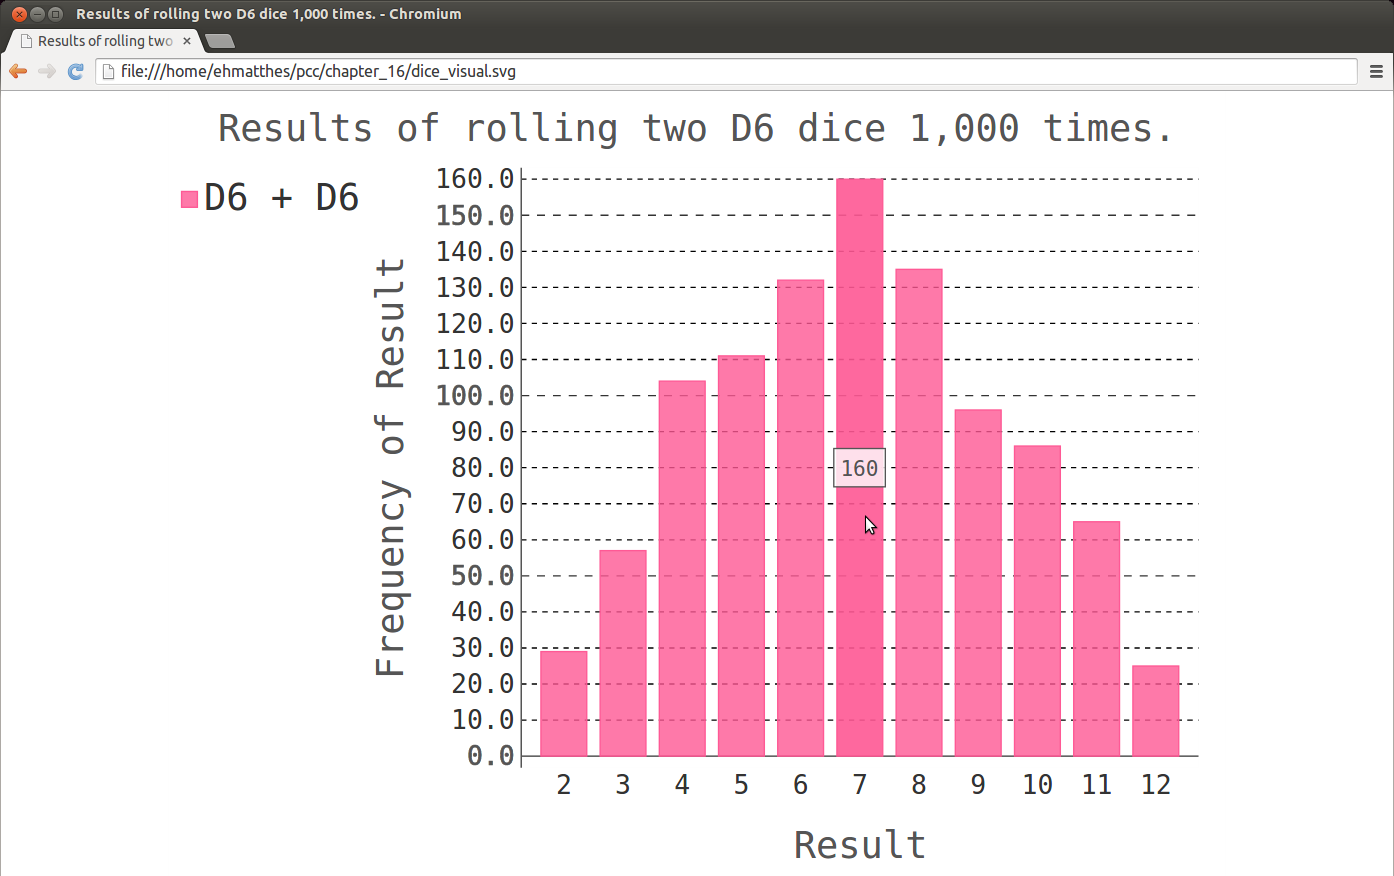 Results of rolling two D6 dice 1,000 times. - Chromium
Results of rolling two
file:///home/ehmatthes/pcc/chapter_16/dice_visual.svg
Results of rolling two D6 dice 1,000 times.
D6 + D6
Frequency of Result
160.0
150.0
140.0
130.0
120.0
110.0
100.0
90.0
80.0
70.0
60.0
50.0
40.0
30.0
20.0
10.0
0.0
160
2 3 4 5 6 7 8 9 10 11 12
Result